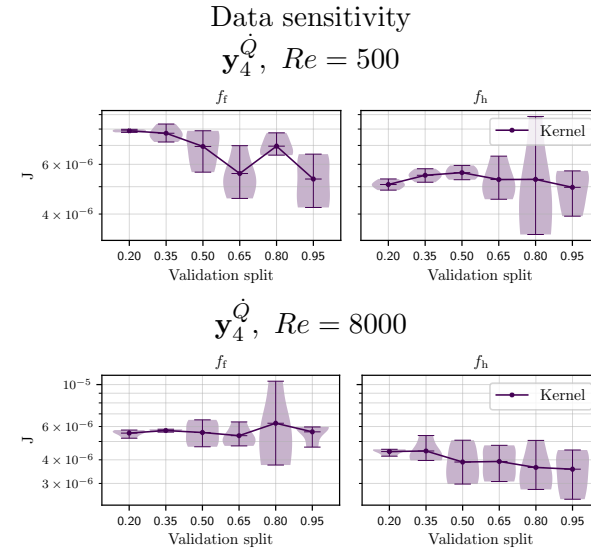 Data sensitivity
y₄^Q̇, Re = 500
f_f
f_h
Kernel
J
6 × 10⁻⁶
4 × 10⁻⁶
0.20 0.35 0.50 0.65 0.80 0.95
0.20 0.35 0.50 0.65 0.80 0.95
Validation split
Validation split
y₄^Q̇, Re = 8000
f_f
f_h
Kernel
J
10⁻⁵
6 × 10⁻⁶
4 × 10⁻⁶
3 × 10⁻⁶
0.20 0.35 0.50 0.65 0.80 0.95
0.20 0.35 0.50 0.65 0.80 0.95
Validation split
Validation split